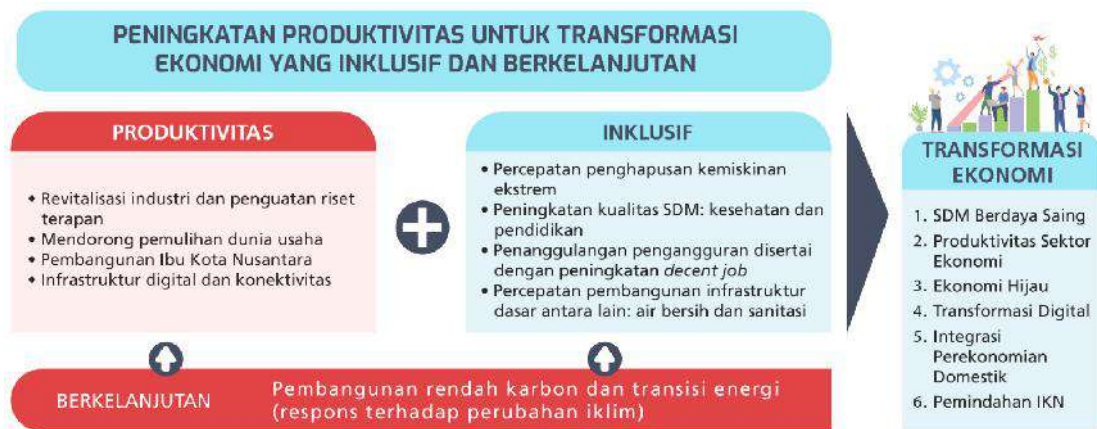 PENINGKATAN PRODUKTIVITAS UNTUK TRANSFORMASI
EKONOMI YANG INKLUSIF DAN BERKELANJUTAN
PRODUKTIVITAS
• Revitalisasi industri dan penguatan riset
terapan
• Mendorong pemulihan dunia usaha
• Pembangunan Ibu Kota Nusantara
• Infrastruktur digital dan konektivitas
INKLUSIF
• Percepatan penghapusan kemiskinan
ekstrem
• Peningkatan kualitas SDM: kesehatan dan
pendidikan
• Penanggulangan pengangguran disertai
dengan peningkatan decent job
• Percepatan pembangunan infrastruktur
dasar antara lain: air bersih dan sanitasi
BERKELANJUTAN
Pembangunan rendah karbon dan transisi energi
(respons terhadap perubahan iklim)
TRANSFORMASI
EKONOMI
1. SDM Berdaya Saing
2. Produktivitas Sektor
Ekonomi
3. Ekonomi Hijau
4. Transformasi Digital
5. Integrasi
Perekonomian
Domestik
6. Pemindahan IKN